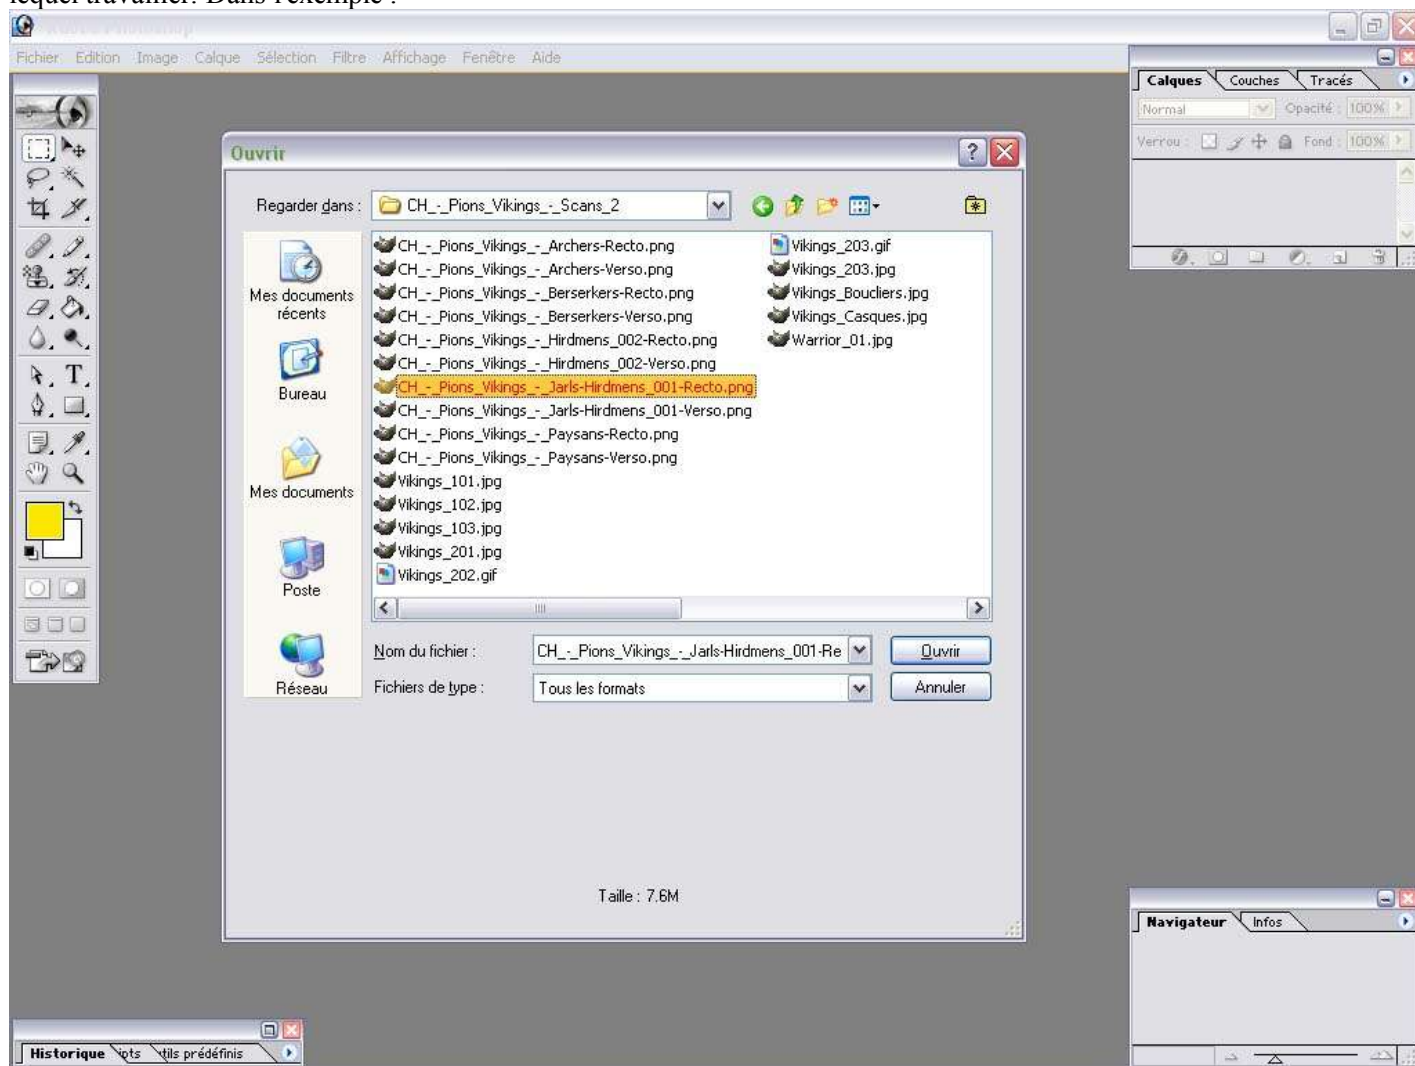 lequel travailler. Dans l'exemple :
Fichier Edition Image Calque Sélection Filtre Affichage Fenêtre Aide
Calques Couches Tracés
Normal Opacité : 100%
Verrou : Fond : 100%
Ouvrir
Regarder dans : CH_-_Pions_Vikings_-_Scans_2
Mes documents récents
Bureau
Mes documents
Poste
Réseau
CH_-_Pions_Vikings_-_Archers-Recto.png
CH_-_Pions_Vikings_-_Archers-Verso.png
CH_-_Pions_Vikings_-_Berserkers-Recto.png
CH_-_Pions_Vikings_-_Berserkers-Verso.png
CH_-_Pions_Vikings_-_Hirdmens_002-Recto.png
CH_-_Pions_Vikings_-_Hirdmens_002-Verso.png
CH_-_Pions_Vikings_-_Jarls-Hirdmens_001-Recto.png
CH_-_Pions_Vikings_-_Jarls-Hirdmens_001-Verso.png
CH_-_Pions_Vikings_-_Paysans-Recto.png
CH_-_Pions_Vikings_-_Paysans-Verso.png
Vikings_101.jpg
Vikings_102.jpg
Vikings_103.jpg
Vikings_201.jpg
Vikings_202.gif
Vikings_203.gif
Vikings_203.jpg
Vikings_Boucliers.jpg
Vikings_Casques.jpg
Warrior_01.jpg
Nom du fichier : CH_-_Pions_Vikings_-_Jarls-Hirdmens_001-Re Ouvrir
Fichiers de type : Tous les formats Annuler
Taille : 7.6M
Navigateur Infos
Historique ipts tils prédéfinis